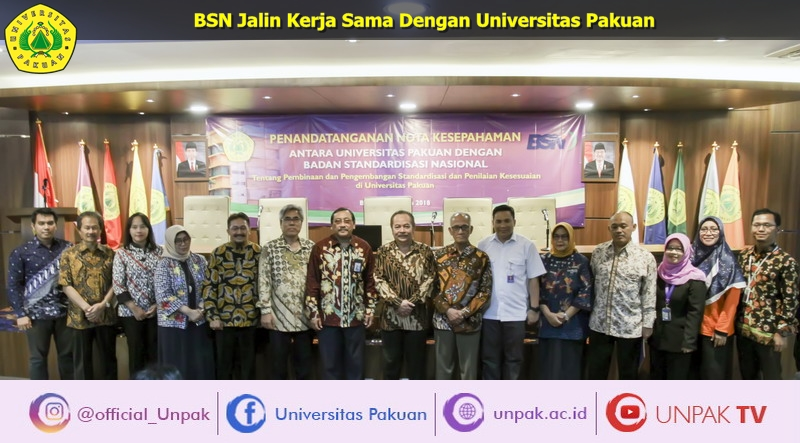 BSN Jalin Kerja Sama Dengan Universitas Pakuan
UNIVERSITAS
PAKUAN
PENANDATANGANAN NOTA KESEPAHAMAN
BSN
ANTARA UNIVERSITAS PAKUAN DENGAN
BADAN STANDARDISASI NASIONAL
Tentang Pembinaan dan Pengembangan Standardisasi dan Penilaian Kesesuaian
di Universitas Pakuan
2018
@official_Unpak
Universitas Pakuan
unpak.ac.id
UNPAK TV